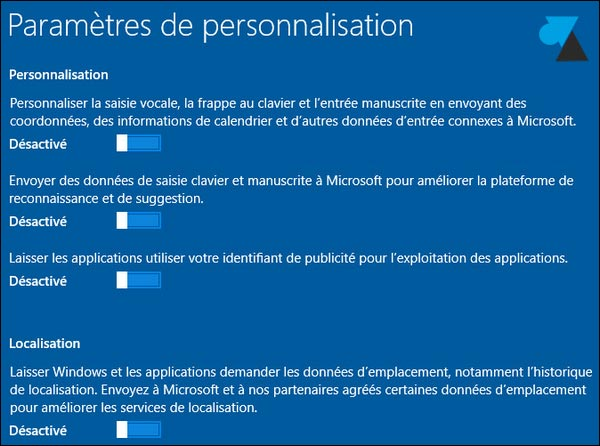 Paramètres de personnalisation
Personnalisation
Personnaliser la saisie vocale, la frappe au clavier et l'entrée manuscrite en envoyant des
coordonnées, des informations de calendrier et d'autres données d'entrée connexes à Microsoft.
Désactivé
Envoyer des données de saisie clavier et manuscrite à Microsoft pour améliorer la plateforme de
reconnaissance et de suggestion.
Désactivé
Laisser les applications utiliser votre identifiant de publicité pour l'exploitation des applications.
Désactivé
Localisation
Laisser Windows et les applications demander les données d'emplacement, notamment l'historique
de localisation. Envoyez à Microsoft et à nos partenaires agréés certaines données d'emplacement
pour améliorer les services de localisation.
Désactivé